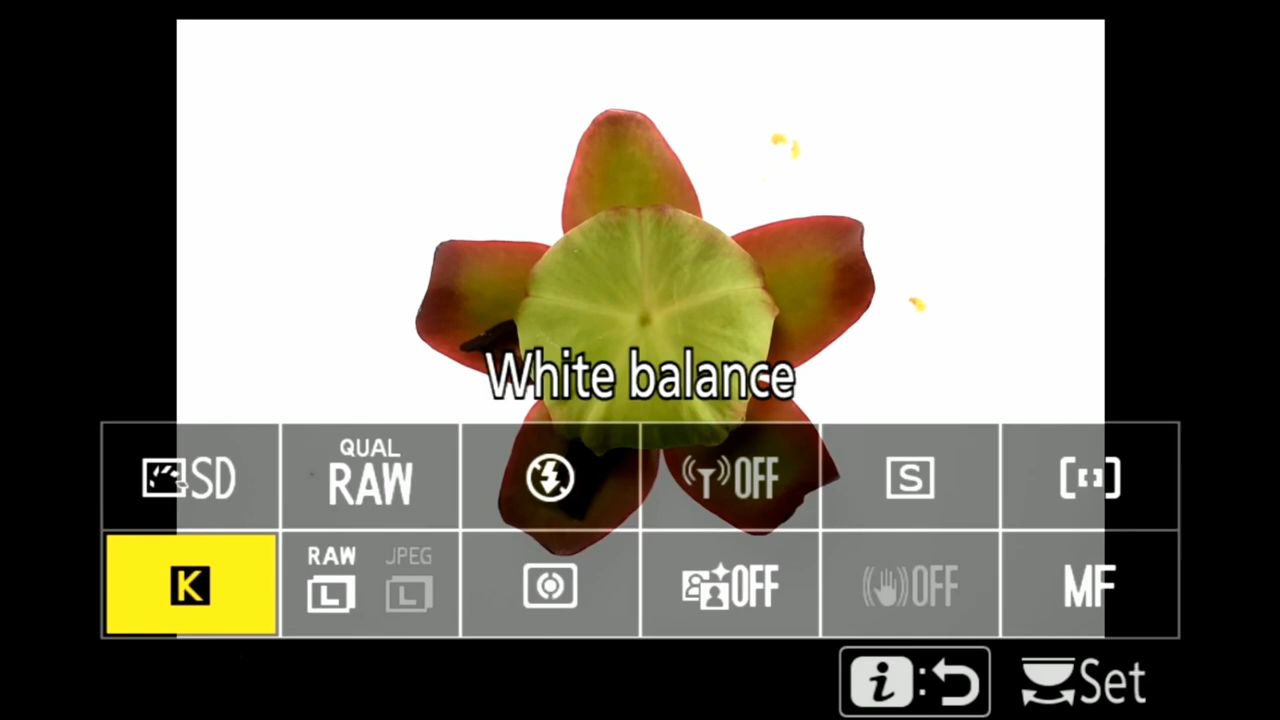 White balance
SD
QUAL
RAW
OFF
S
K
RAW JPEG
L L
OFF
OFF
MF
i : Set